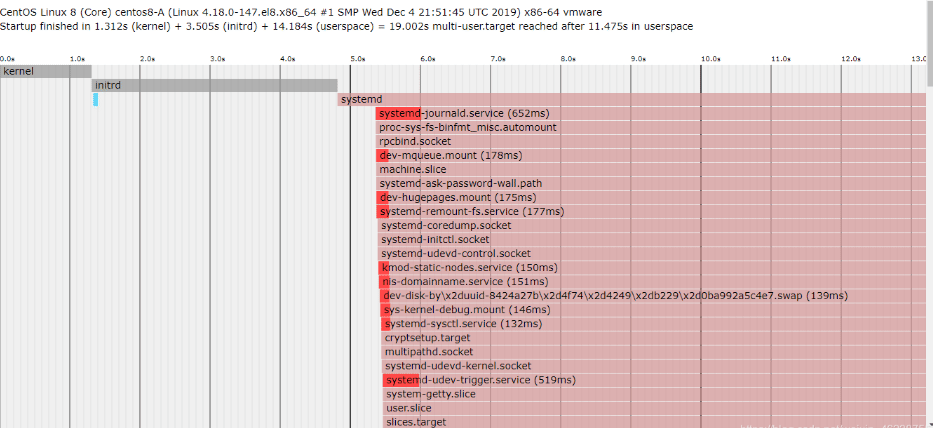 CentOS Linux 8 (Core) centos8-A (Linux 4.18.0-147.el8.x86_64 #1 SMP Wed Dec 4 21:51:45 UTC 2019) x86-64 vmware
Startup finished in 1.312s (kernel) + 3.505s (initrd) + 14.184s (userspace) = 19.002s multi-user.target reached after 11.475s in userspace
0.0s 1.0s 2.0s 3.0s 4.0s 5.0s 6.0s 7.0s 8.0s 9.0s 10.0s 11.0s 12.0s 13.0
kernel
initrd
systemd
systemd-journald.service (652ms)
proc-sys-fs-binfmt_misc.automount
rpcbind.socket
dev-mqueue.mount (178ms)
machine.slice
systemd-ask-password-wall.path
dev-hugepages.mount (175ms)
systemd-remount-fs.service (177ms)
systemd-coredump.socket
systemd-initctl.socket
systemd-udevd-control.socket
kmod-static-nodes.service (150ms)
nis-domainname.service (151ms)
dev-disk-by\x2duuid-8424a27b\x2d4f74\x2d4249\x2db229\x2d0ba992a5c4e7.swap (139ms)
sys-kernel-debug.mount (146ms)
systemd-sysctl.service (132ms)
cryptsetup.target
multipathd.socket
systemd-udevd-kernel.socket
systemd-udev-trigger.service (519ms)
system-getty.slice
user.slice
slices.target